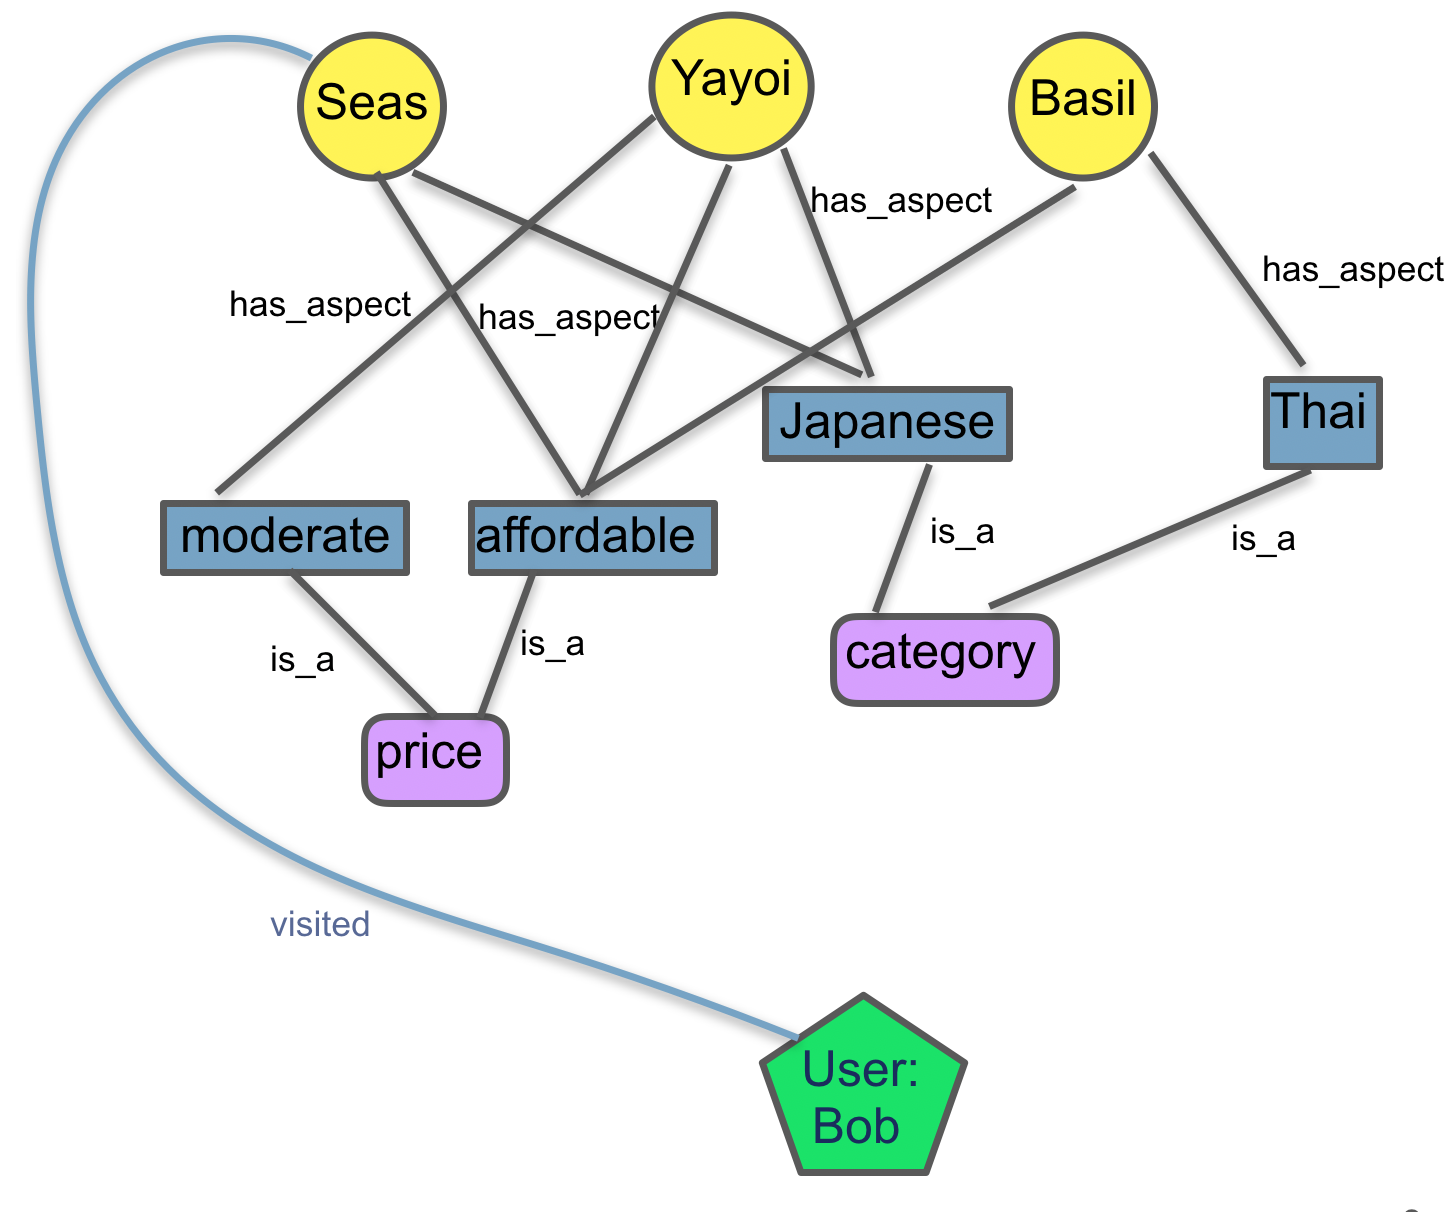 Seas
Yayoi
Basil
has_aspect
has_aspect
has_aspect
has_aspect
Japanese
Thai
moderate
affordable
is_a
is_a
is_a
is_a
category
price
visited
User:
Bob